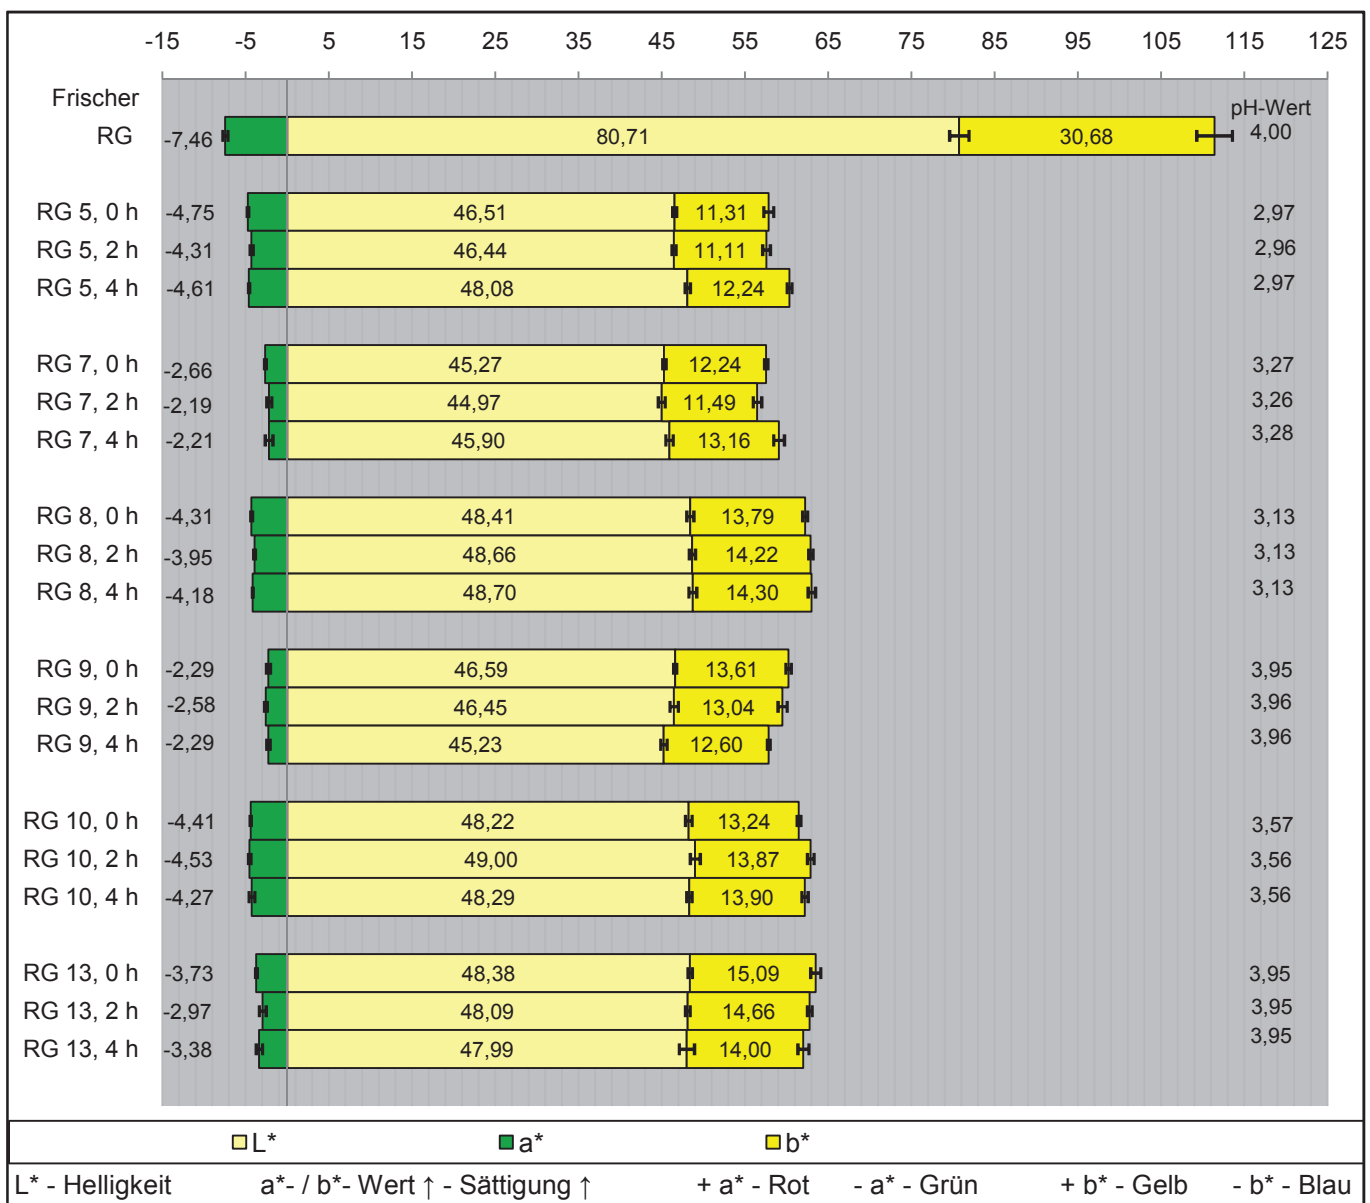 -15 -5 5 15 25 35 45 55 65 75 85 95 105 115 125
Frischer
RG -7,46 80,71 30,68 pH-Wert 4,00
RG 5, 0 h -4,75 46,51 11,31 2,97
RG 5, 2 h -4,31 46,44 11,11 2,96
RG 5, 4 h -4,61 48,08 12,24 2,97
RG 7, 0 h -2,66 45,27 12,24 3,27
RG 7, 2 h -2,19 44,97 11,49 3,26
RG 7, 4 h -2,21 45,90 13,16 3,28
RG 8, 0 h -4,31 48,41 13,79 3,13
RG 8, 2 h -3,95 48,66 14,22 3,13
RG 8, 4 h -4,18 48,70 14,30 3,13
RG 9, 0 h -2,29 46,59 13,61 3,95
RG 9, 2 h -2,58 46,45 13,04 3,96
RG 9, 4 h -2,29 45,23 12,60 3,96
RG 10, 0 h -4,41 48,22 13,24 3,57
RG 10, 2 h -4,53 49,00 13,87 3,56
RG 10, 4 h -4,27 48,29 13,90 3,56
RG 13, 0 h -3,73 48,38 15,09 3,95
RG 13, 2 h -2,97 48,09 14,66 3,95
RG 13, 4 h -3,38 47,99 14,00 3,95
L* a* b*
L* - Helligkeit a*- / b*- Wert ↑ - Sättigung ↑ + a* - Rot - a* - Grün + b* - Gelb - b* - Blau